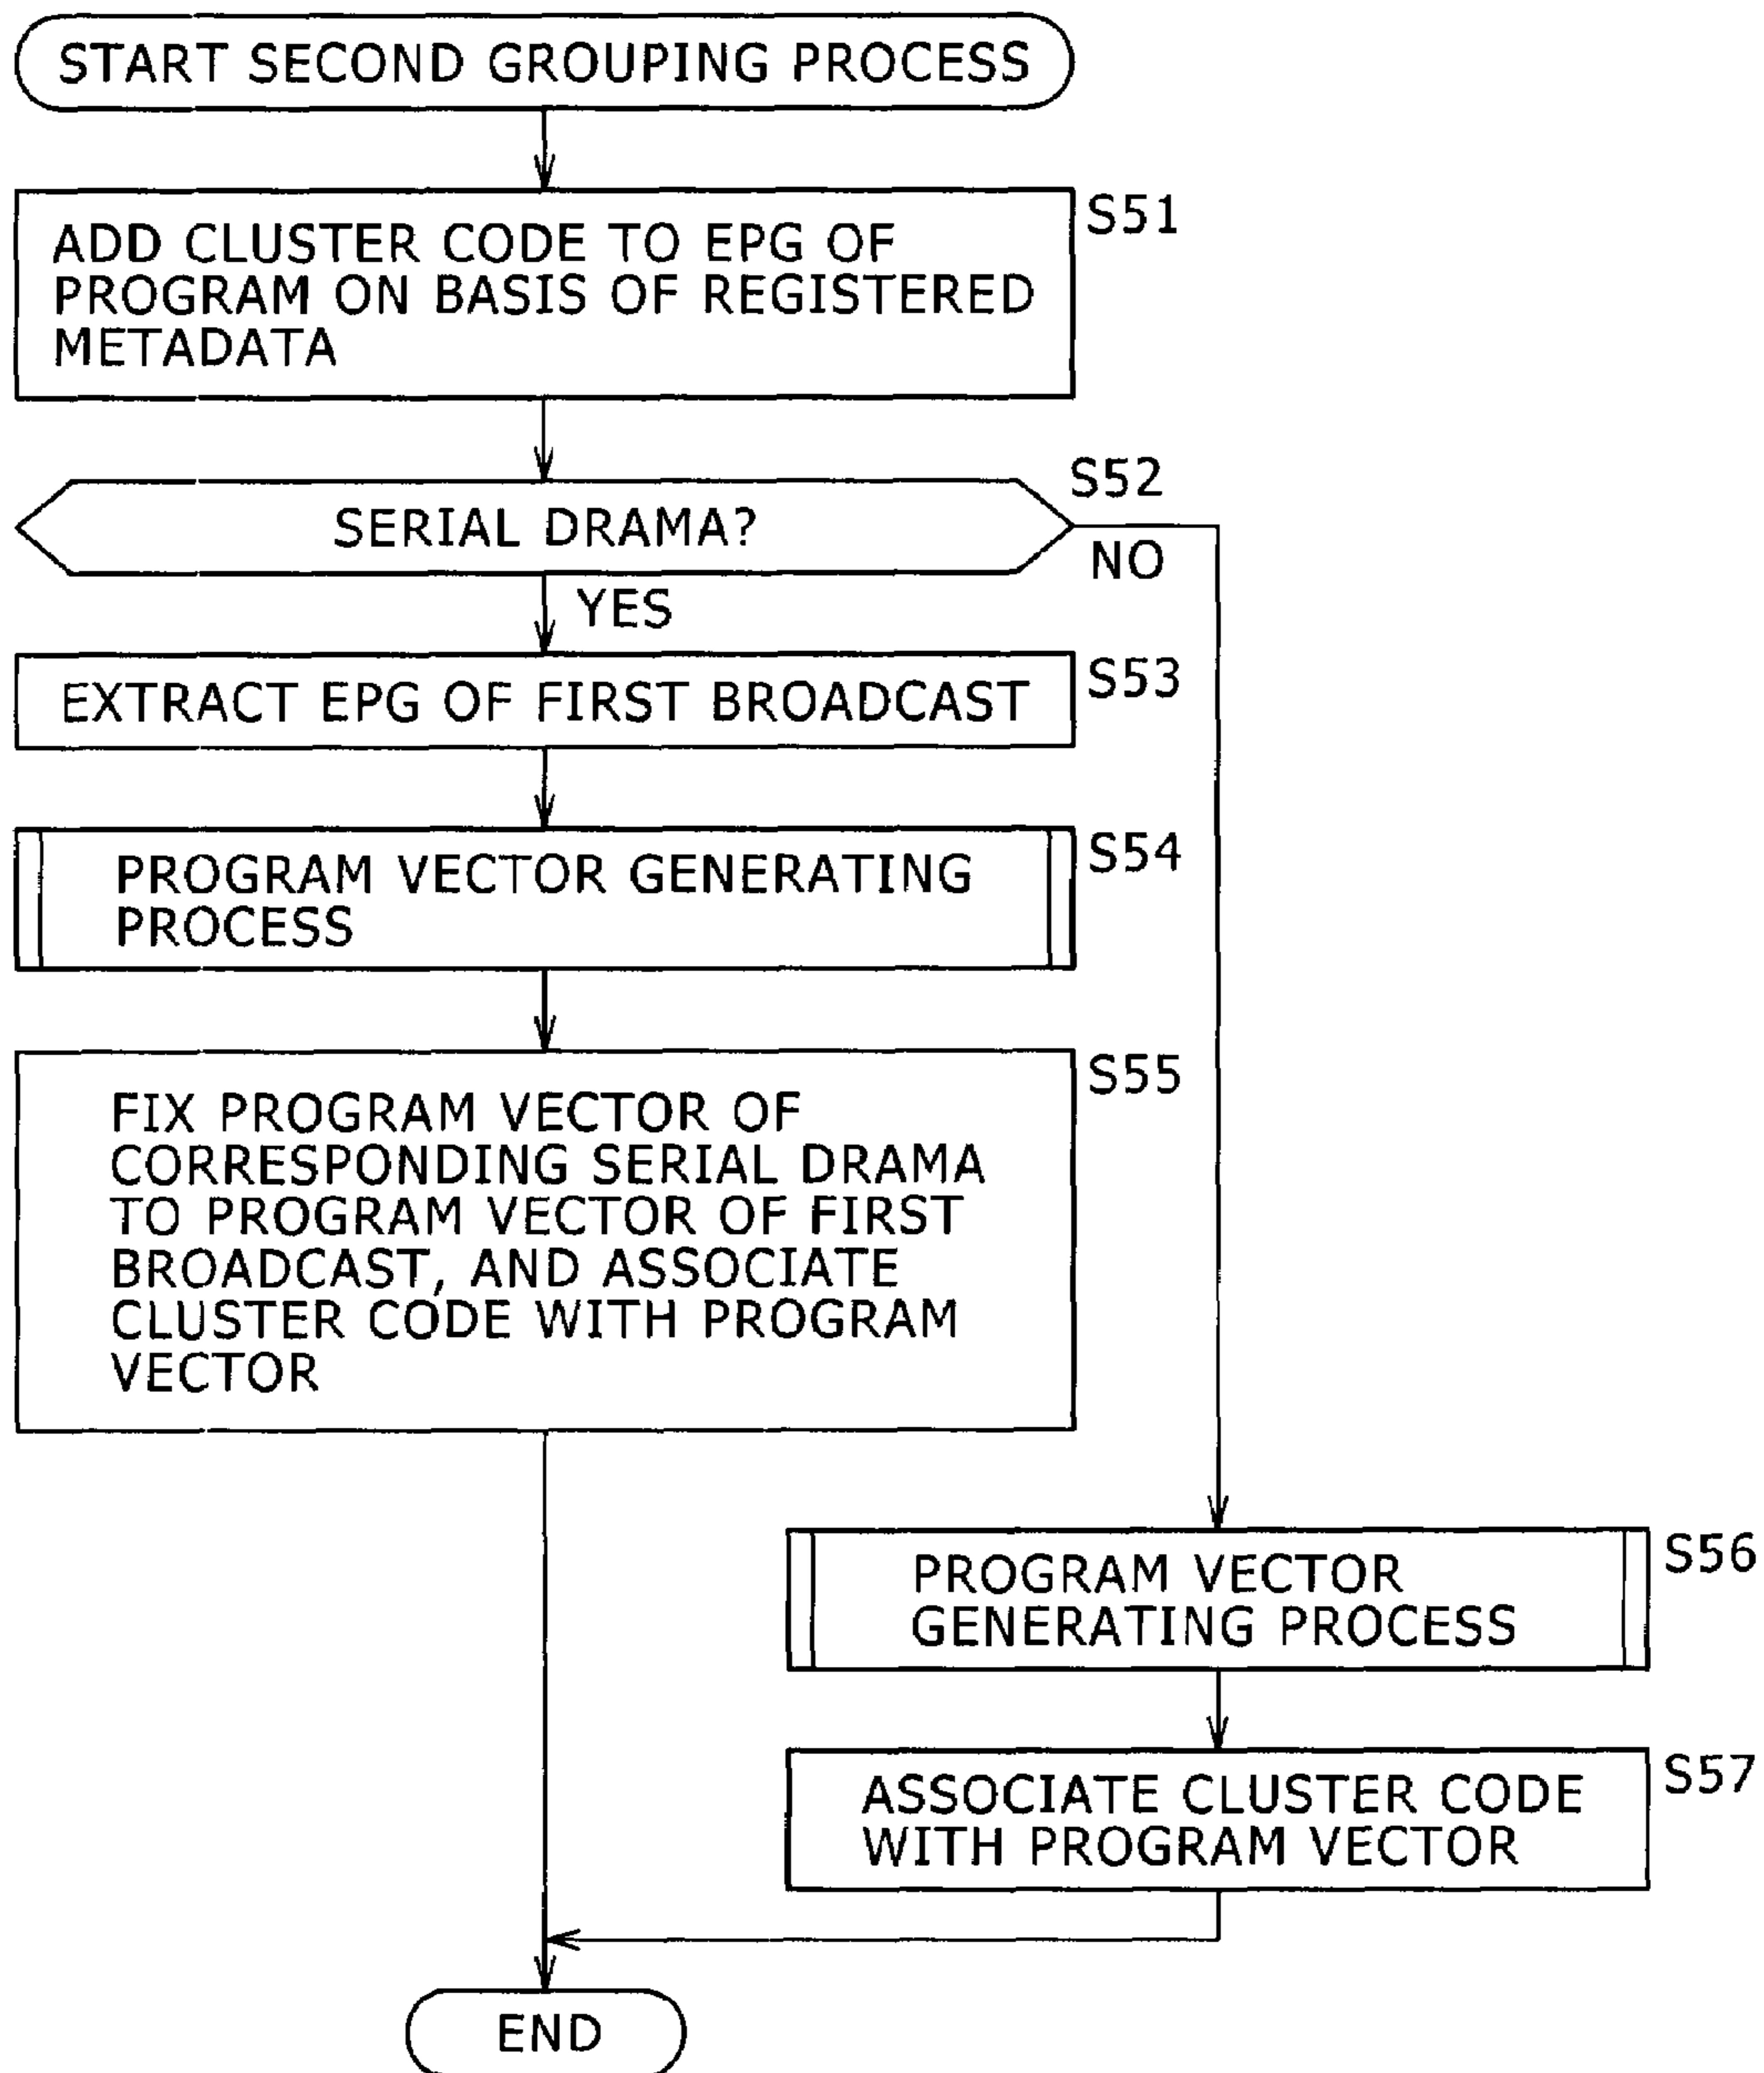 START SECOND GROUPING PROCESS
S51
ADD CLUSTER CODE TO EPG OF
PROGRAM ON BASIS OF REGISTERED
METADATA
S52
SERIAL DRAMA?
NO
YES
S53
EXTRACT EPG OF FIRST BROADCAST
S54
PROGRAM VECTOR GENERATING
PROCESS
S55
FIX PROGRAM VECTOR OF
CORRESPONDING SERIAL DRAMA
TO PROGRAM VECTOR OF FIRST
BROADCAST, AND ASSOCIATE
CLUSTER CODE WITH PROGRAM
VECTOR
S56
PROGRAM VECTOR
GENERATING PROCESS
S57
ASSOCIATE CLUSTER CODE
WITH PROGRAM VECTOR
END